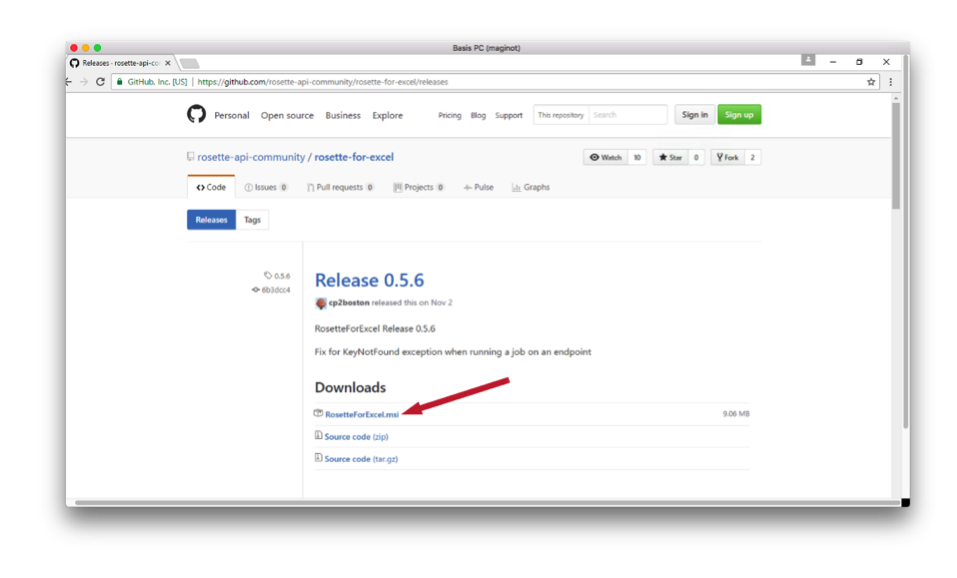 Basis PC (maginot)
Releases · rosette-api-co
GitHub, Inc. [US] | https://github.com/rosette-api-community/rosette-for-excel/releases
Personal Open source Business Explore Pricing Blog Support This repository Search Sign in Sign up
rosette-api-community / rosette-for-excel Watch 10 Star 0 Fork 2
<> Code Issues 0 Pull requests 0 Projects 0 Pulse Graphs
Releases Tags
0.5.6
6b3dcc4
Release 0.5.6
cp2boston released this on Nov 2
RosetteForExcel Release 0.5.6
Fix for KeyNotFound exception when running a job on an endpoint
Downloads
RosetteForExcel.msi 9.06 MB
Source code (zip)
Source code (tar.gz)